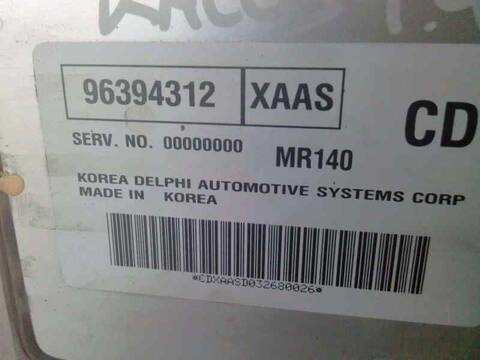 96394312 XAAS CD
SERV. NO. 00000000 MR140
KOREA DELPHI AUTOMOTIVE SYSTEMS CORP
MADE IN KOREA
*CDXAASD032680026*